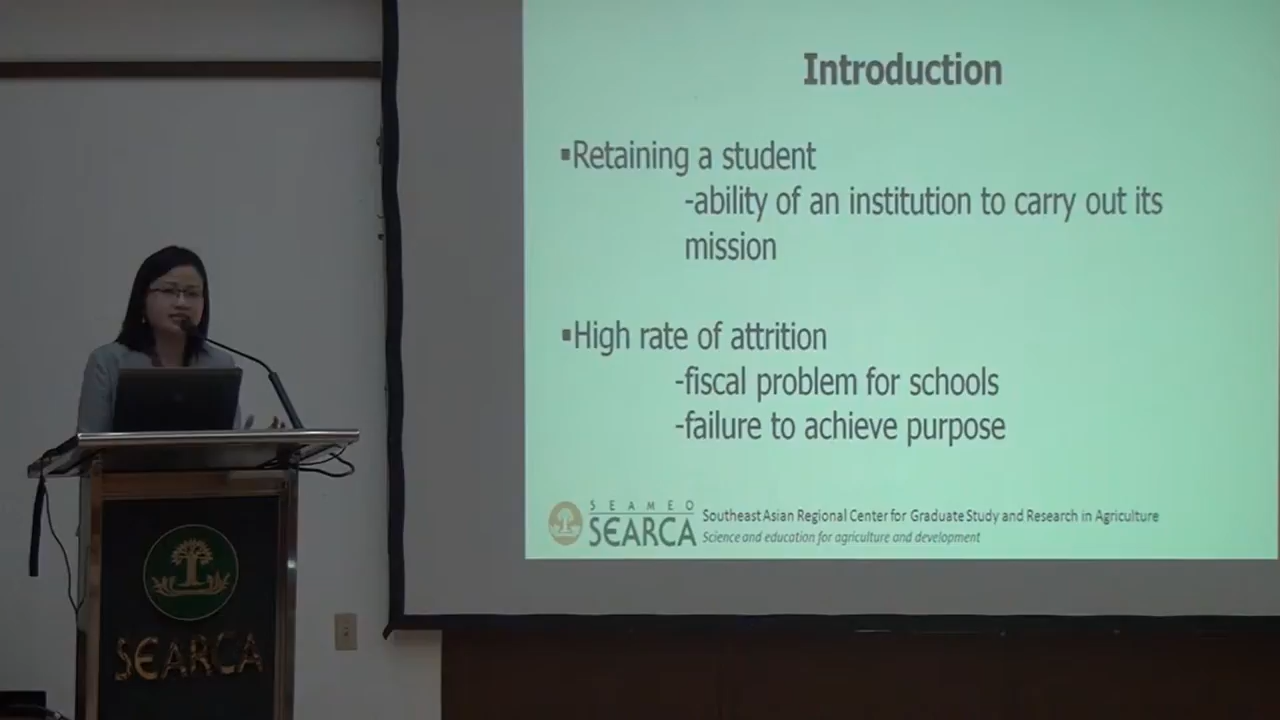 Introduction
▪Retaining a student
-ability of an institution to carry out its
mission
▪High rate of attrition
-fiscal problem for schools
-failure to achieve purpose
SEAMEO
SEARCA
Southeast Asian Regional Center for Graduate Study and Research in Agriculture
Science and education for agriculture and development
SEARCA